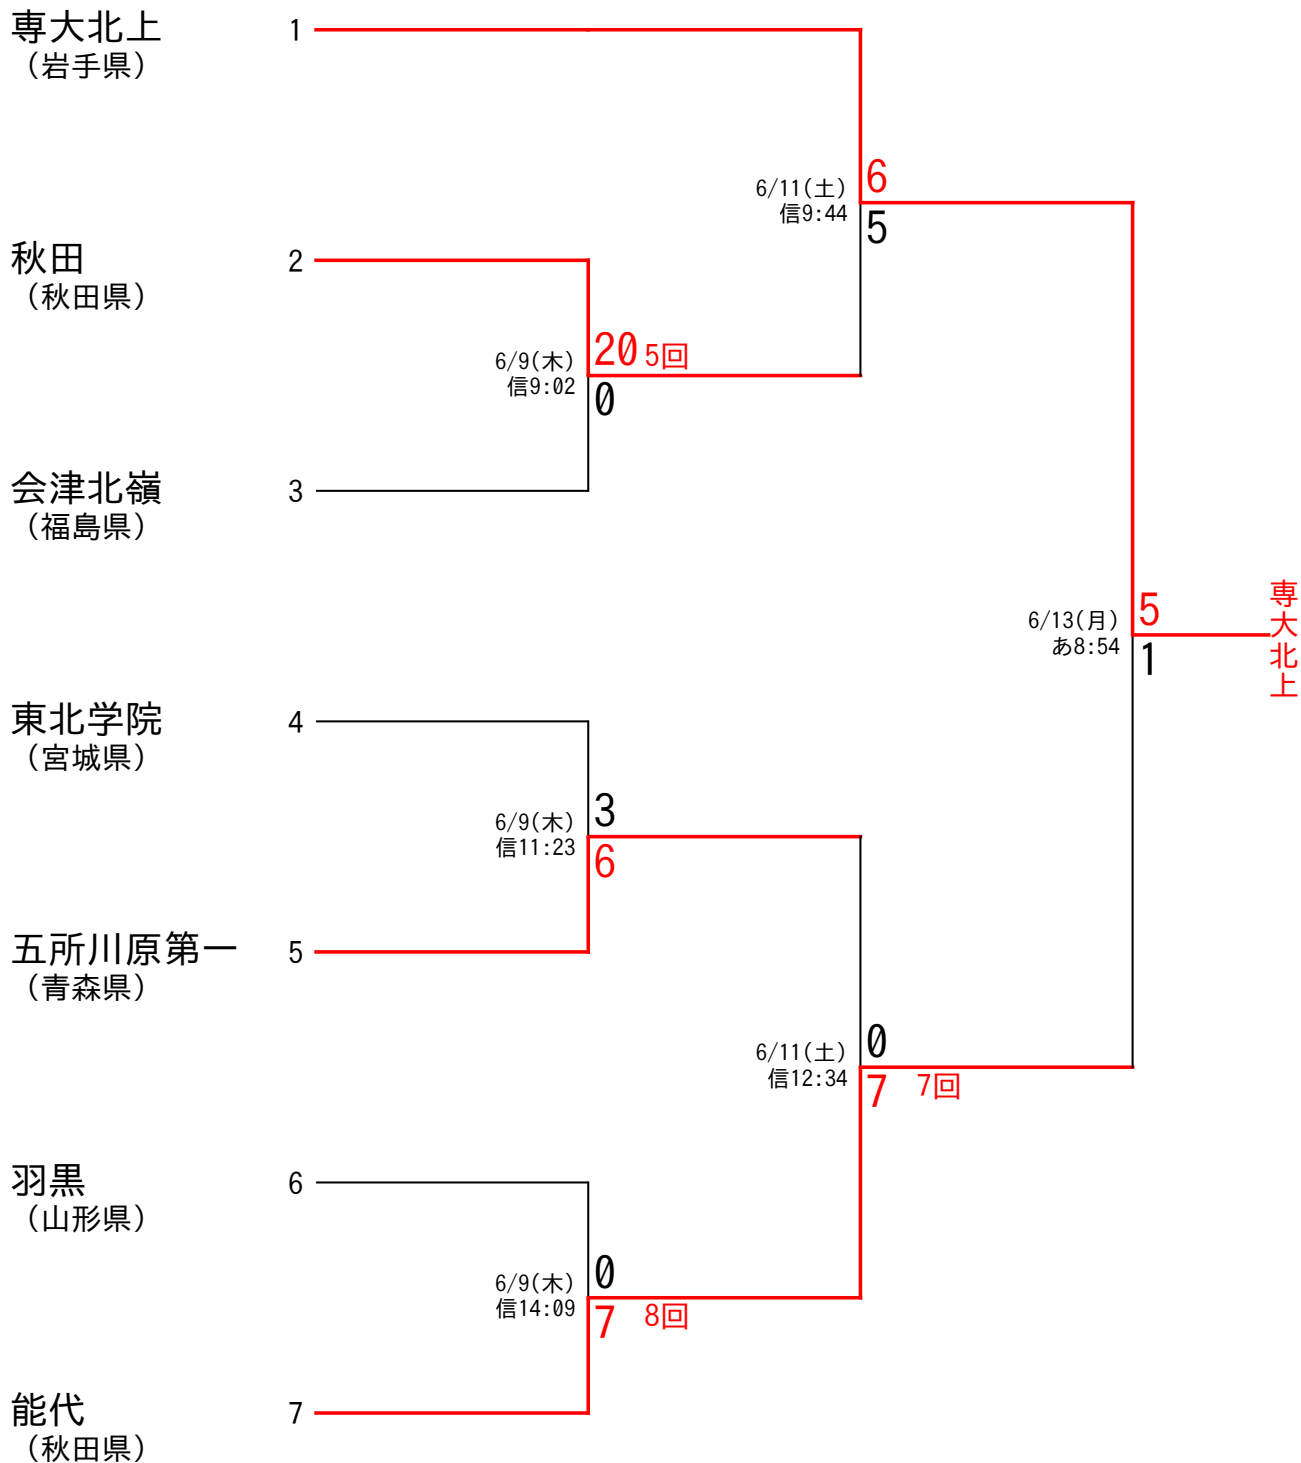 専大北上 1
（岩手県）
6/11(土) 6
信9:44 5
秋田 2
（秋田県）
6/9(木) 20 5回
信9:02 0
会津北嶺 3
（福島県）
6/13(月) 5
あ8:54 1
専大北上
東北学院 4
（宮城県）
6/9(木) 3
信11:23 6
五所川原第一 5
（青森県）
6/11(土) 0
信12:34 7 7回
羽黒 6
（山形県）
6/9(木) 0
信14:09 7 8回
能代 7
（秋田県）